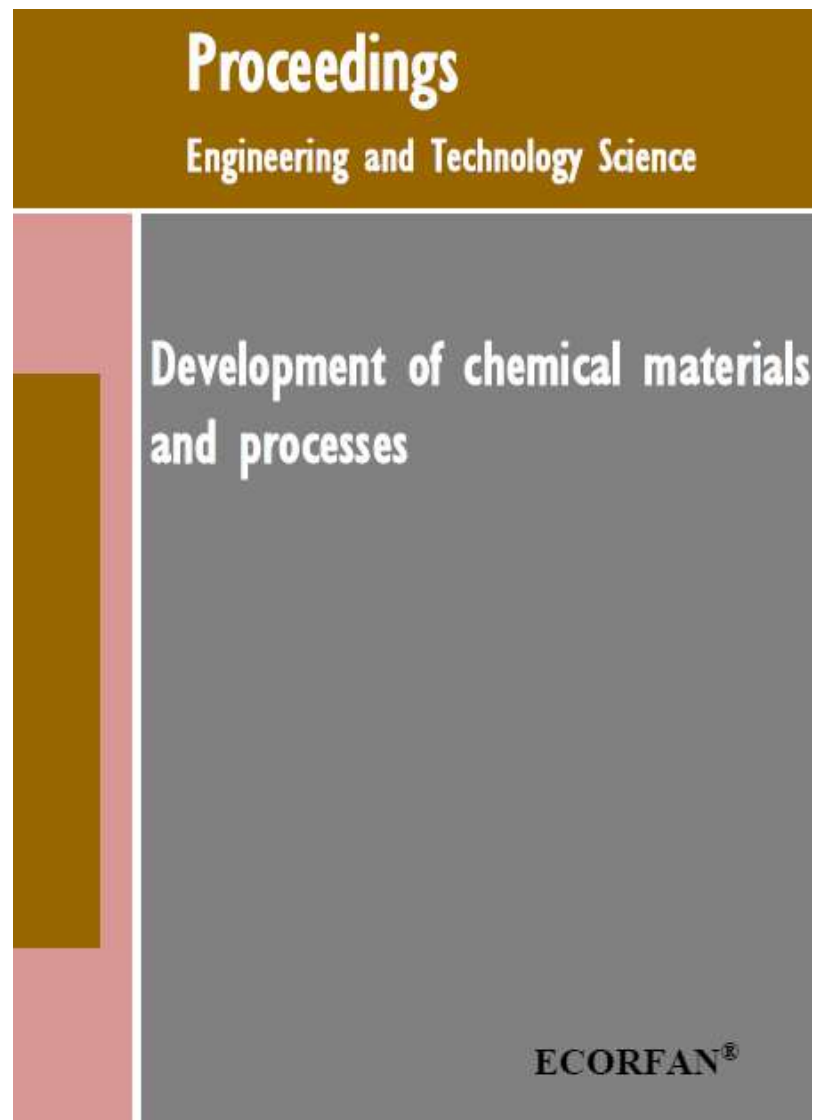 Proceedings
Engineering and Technology Science
Development of chemical materials
and processes
ECORFAN®